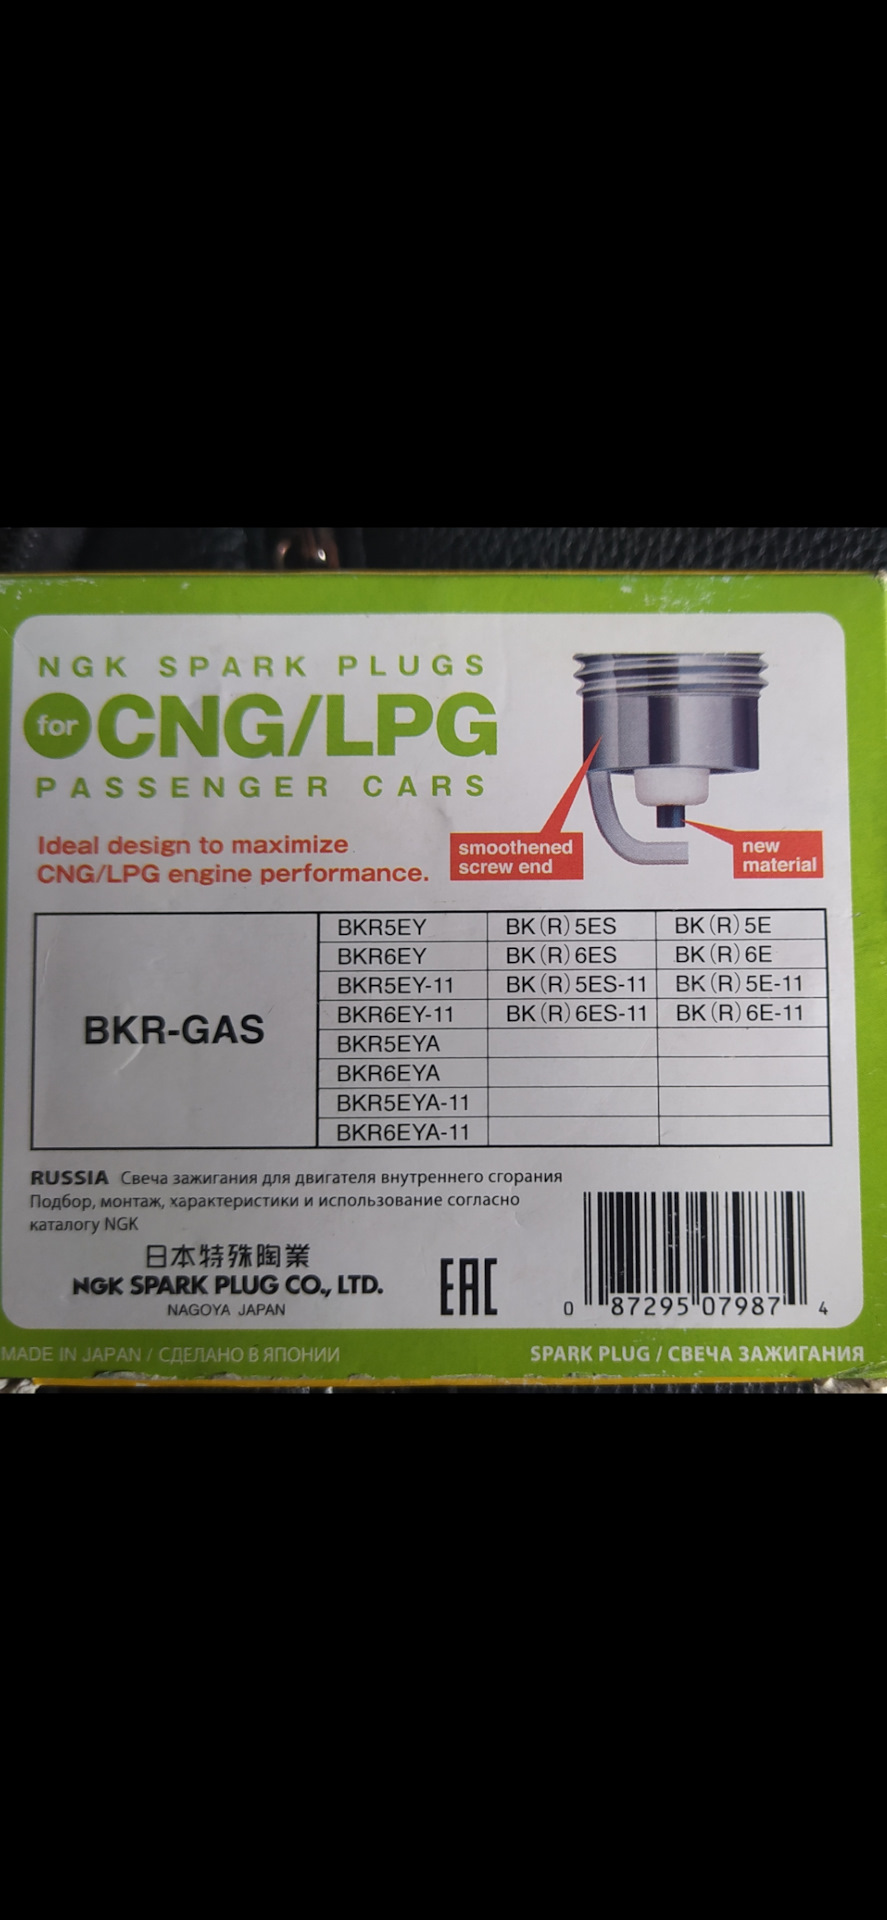 NGK SPARK PLUGS
for CNG/LPG
PASSENGER CARS
Ideal design to maximize
CNG/LPG engine performance.
smoothened
screw end
new
material
BKR-GAS
BKR5EY BK(R)5ES BK(R)5E
BKR6EY BK(R)6ES BK(R)6E
BKR5EY-11 BK(R)5ES-11 BK(R)5E-11
BKR6EY-11 BK(R)6ES-11 BK(R)6E-11
BKR5EYA
BKR6EYA
BKR5EYA-11
BKR6EYA-11
RUSSIA Свеча зажигания для двигателя внутреннего сгорания
Подбор, монтаж, характеристики и использование согласно
каталогу NGK
日本特殊陶業
NGK SPARK PLUG CO., LTD.
NAGOYA JAPAN
EAC
0 87295 07987 4
MADE IN JAPAN / СДЕЛАНО В ЯПОНИИ
SPARK PLUG / СВЕЧА ЗАЖИГАНИЯ